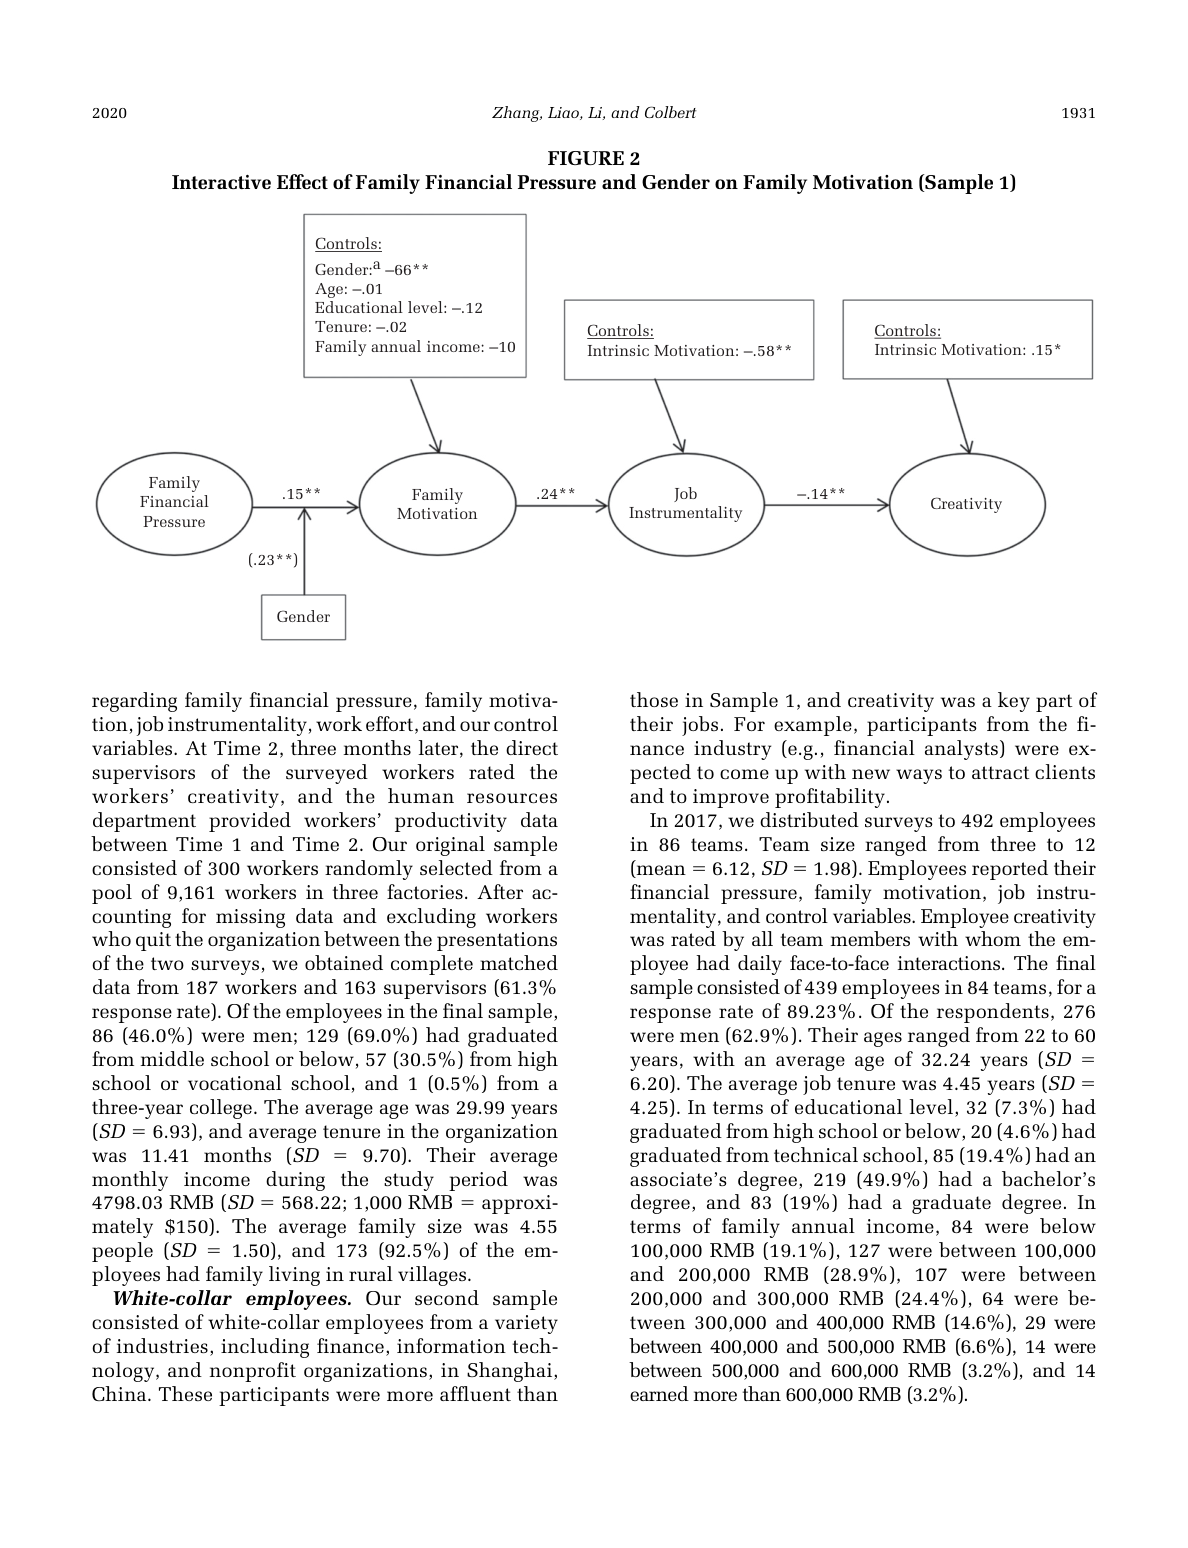 2020
Zhang, Liao, Li, and Colbert
1931
FIGURE 2
Interactive Effect of Family Financial Pressure and Gender on Family Motivation (Sample 1)
Controls:
Gender:a –66**
Age: –.01
Educational level: –.12
Tenure: –.02
Family annual income: –10
Controls:
Intrinsic Motivation: –.58**
Controls:
Intrinsic Motivation: .15*
Family
Financial
Pressure
.15**
Family
Motivation
.24**
Job
Instrumentality
–.14**
Creativity
(.23**)
Gender
regarding family financial pressure, family motiva-
tion, job instrumentality, work effort, and our control
variables. At Time 2, three months later, the direct
supervisors of the surveyed workers rated the
workers’ creativity, and the human resources
department provided workers’ productivity data
between Time 1 and Time 2. Our original sample
consisted of 300 workers randomly selected from a
pool of 9,161 workers in three factories. After ac-
counting for missing data and excluding workers
who quit the organization between the presentations
of the two surveys, we obtained complete matched
data from 187 workers and 163 supervisors (61.3%
response rate). Of the employees in the final sample,
86 (46.0%) were men; 129 (69.0%) had graduated
from middle school or below, 57 (30.5%) from high
school or vocational school, and 1 (0.5%) from a
three-year college. The average age was 29.99 years
(SD = 6.93), and average tenure in the organization
was 11.41 months (SD = 9.70). Their average
monthly income during the study period was
4798.03 RMB (SD = 568.22; 1,000 RMB = approxi-
mately $150). The average family size was 4.55
people (SD = 1.50), and 173 (92.5%) of the em-
ployees had family living in rural villages.
White-collar employees. Our second sample
consisted of white-collar employees from a variety
of industries, including finance, information tech-
nology, and nonprofit organizations, in Shanghai,
China. These participants were more affluent than
those in Sample 1, and creativity was a key part of
their jobs. For example, participants from the fi-
nance industry (e.g., financial analysts) were ex-
pected to come up with new ways to attract clients
and to improve profitability.
In 2017, we distributed surveys to 492 employees
in 86 teams. Team size ranged from three to 12
(mean = 6.12, SD = 1.98). Employees reported their
financial pressure, family motivation, job instru-
mentality, and control variables. Employee creativity
was rated by all team members with whom the em-
ployee had daily face-to-face interactions. The final
sample consisted of 439 employees in 84 teams, for a
response rate of 89.23%. Of the respondents, 276
were men (62.9%). Their ages ranged from 22 to 60
years, with an average age of 32.24 years (SD =
6.20). The average job tenure was 4.45 years (SD =
4.25). In terms of educational level, 32 (7.3%) had
graduated from high school or below, 20 (4.6%) had
graduated from technical school, 85 (19.4%) had an
associate’s degree, 219 (49.9%) had a bachelor’s
degree, and 83 (19%) had a graduate degree. In
terms of family annual income, 84 were below
100,000 RMB (19.1%), 127 were between 100,000
and 200,000 RMB (28.9%), 107 were between
200,000 and 300,000 RMB (24.4%), 64 were be-
tween 300,000 and 400,000 RMB (14.6%), 29 were
between 400,000 and 500,000 RMB (6.6%), 14 were
between 500,000 and 600,000 RMB (3.2%), and 14
earned more than 600,000 RMB (3.2%).